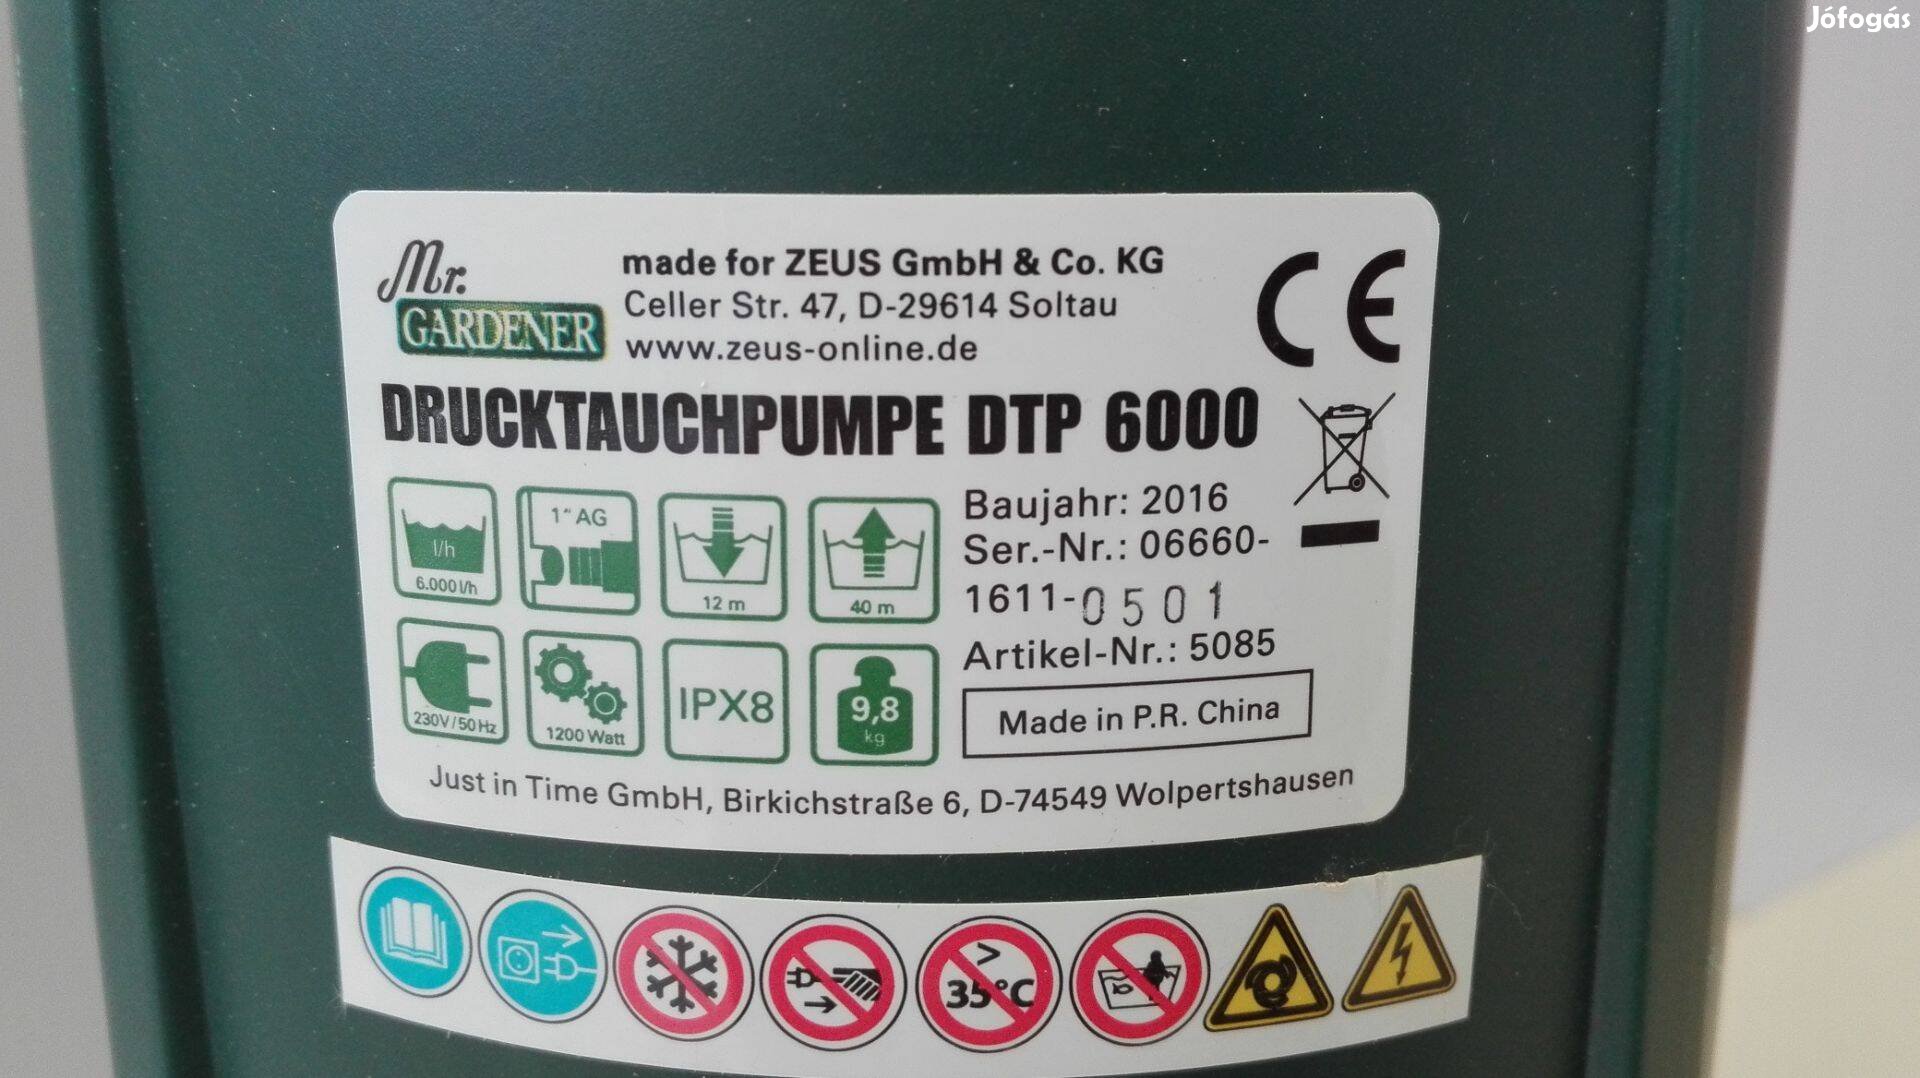 Jófogás
Mr.
GARDENER
made for ZEUS GmbH & Co. KG
Celler Str. 47, D-29614 Soltau
www.zeus-online.de
CE
DRUCKTAUCHPUMPE DTP 6000
l/h
6.000 l/h
1" AG
12 m
40 m
230V/50 Hz
1200 Watt
IPX8
9,8
kg
Baujahr: 2016
Ser.-Nr.: 06660-
1611-0501
Artikel-Nr.: 5085
Made in P.R. China
Just in Time GmbH, Birkichstraße 6, D-74549 Wolpertshausen
>
35°C